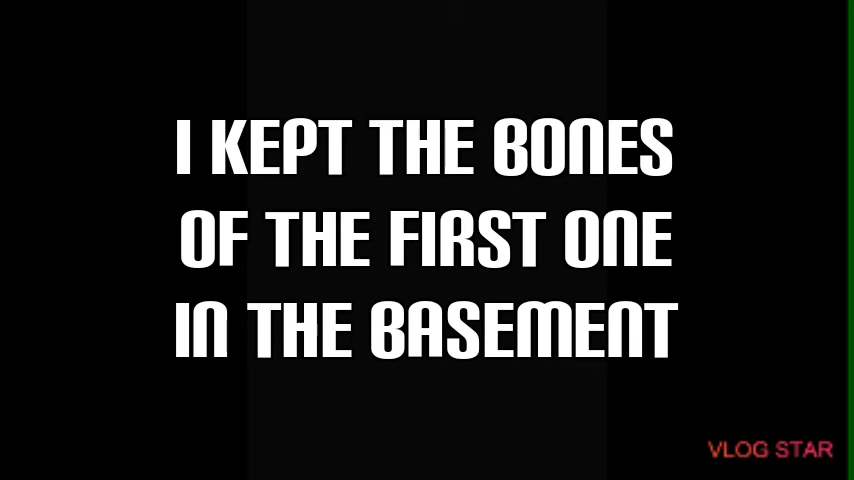 I KEPT THE BONES
OF THE FIRST ONE
IN THE BASEMENT
VLOG STAR